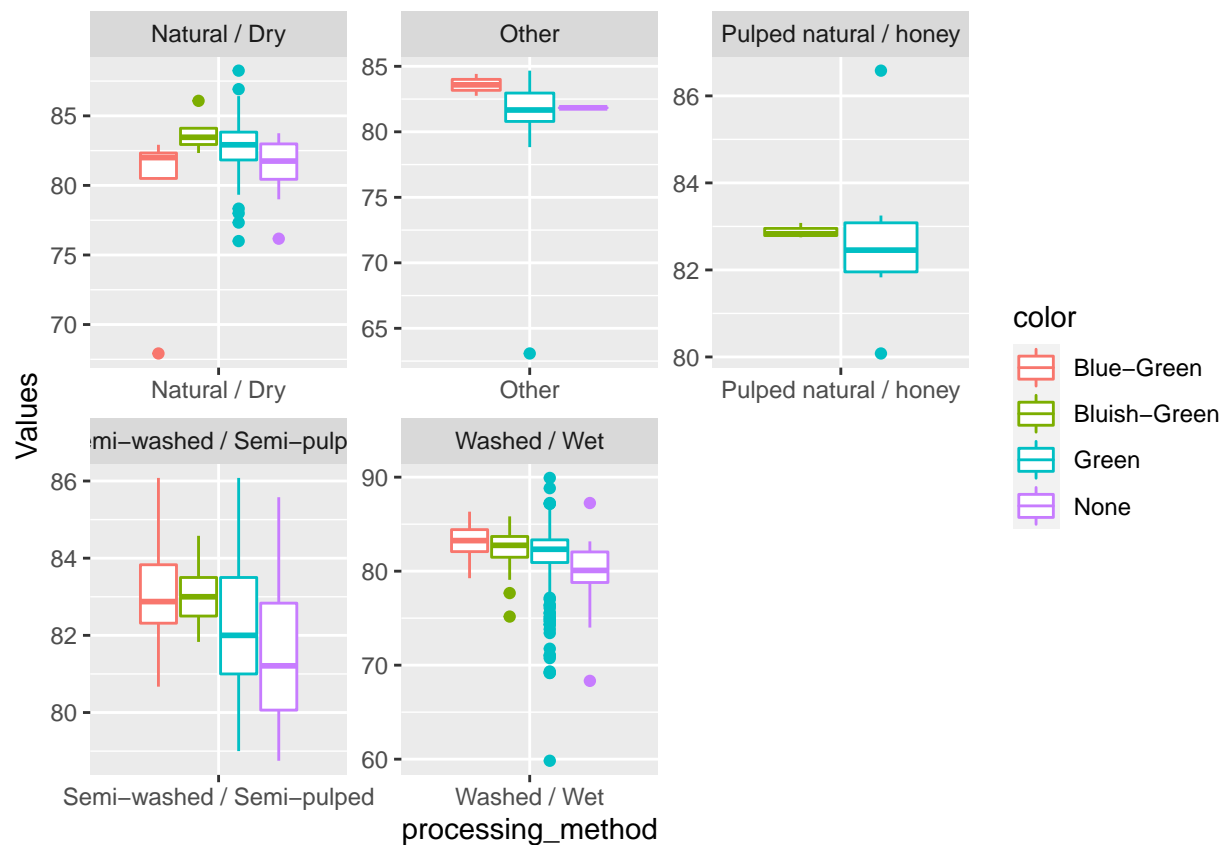 Natural / Dry
Other
Pulped natural / honey
85
80
75
70
85
80
75
70
65
86
84
82
80
Natural / Dry
Other
Pulped natural / honey
Values
emi−washed / Semi−pulp
Washed / Wet
86
84
82
80
90
80
70
60
Semi−washed / Semi−pulped
Washed / Wet
processing_method
color
Blue−Green
Bluish−Green
Green
None